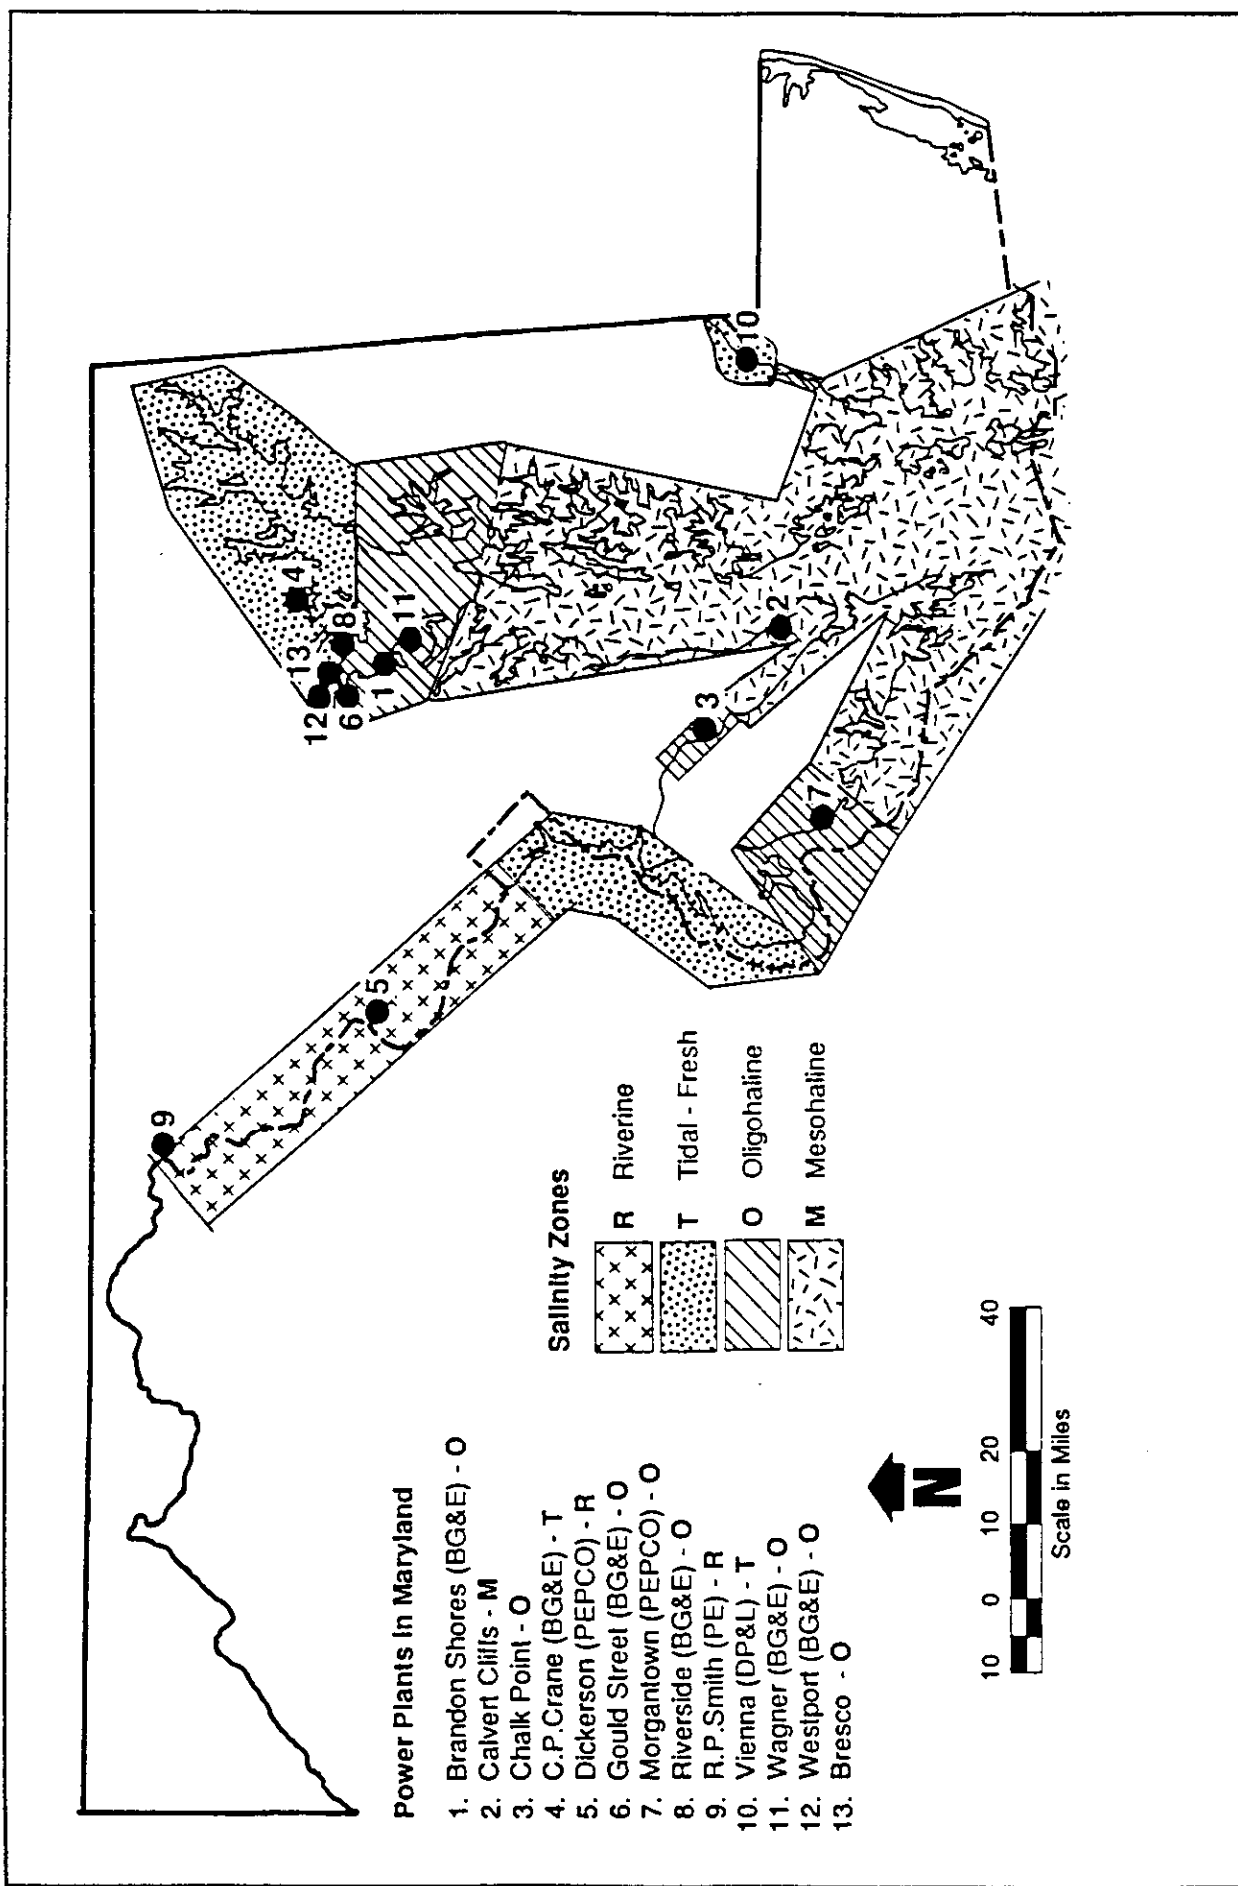 Power Plants In Maryland
1. Brandon Shores (BG&E) - O
2. Calvert Cliffs - M
3. Chalk Point - O
4. C.P.Crane (BG&E) - T
5. Dickerson (PEPCO) - R
6. Gould Street (BG&E) - O
7. Morgantown (PEPCO) - O
8. Riverside (BG&E) - O
9. R.P.Smith (PE) - R
10. Vienna (DP&L) - T
11. Wagner (BG&E) - O
12. Westport (BG&E) - O
13. Bresco - O
Salinity Zones
R Riverine
T Tidal - Fresh
O Oligohaline
M Mesohaline
N
10 0 10 20 40
Scale in Miles
9
5
12
13
6
8
4
1
11
3
7
2
10